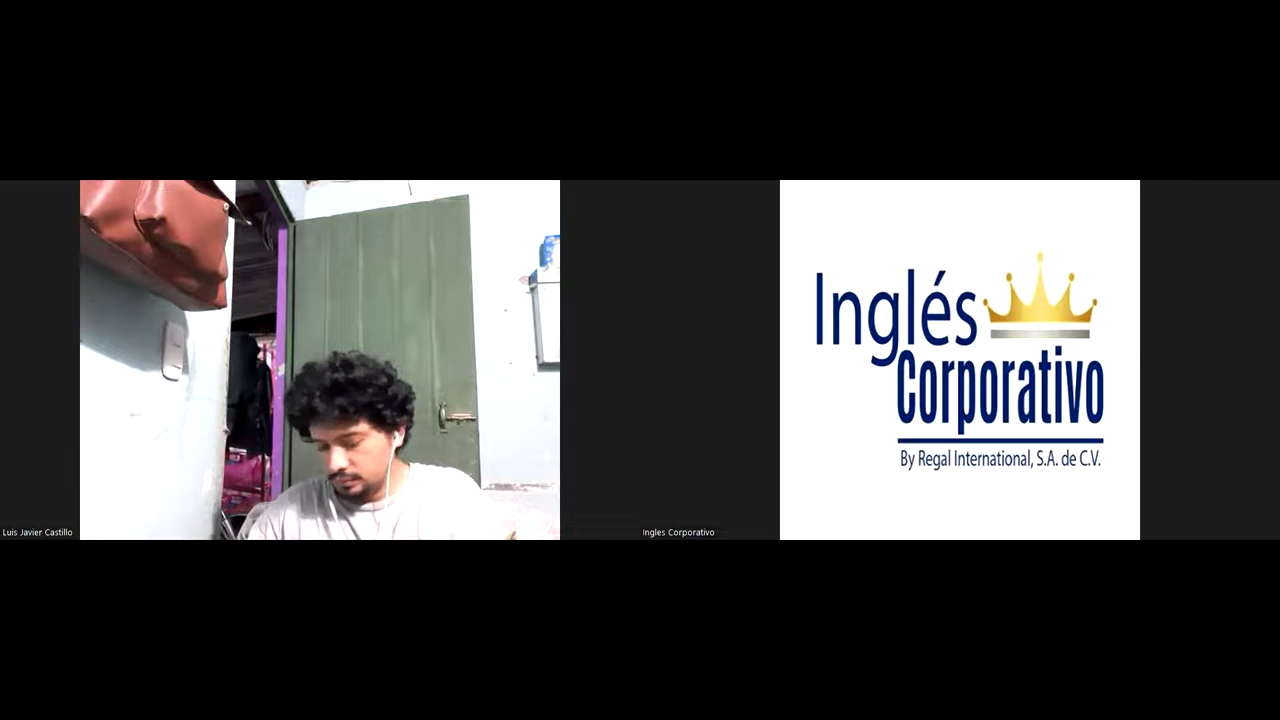 Inglés
Corporativo
By Regal International, S.A. de C.V.
Luis Javier Castillo
Ingles Corporativo